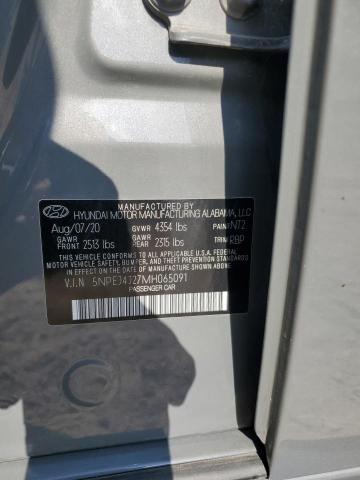 MANUFACTURED BY
HYUNDAI MOTOR MANUFACTURING ALABAMA, LLC
Aug/07/20 GVWR 4354 lbs PAINT NT2
GAWR FRONT 2513 lbs GAWR REAR 2315 lbs TRIM RBP
THIS VEHICLE CONFORMS TO ALL APPLICABLE U.S.A. FEDERAL
MOTOR VEHICLE SAFETY, BUMPER, AND THEFT PREVENTION
STANDARDS IN EFFECT ON THE DATE OF MANUFACTURE SHOWN ABOVE.
V.I.N 5NPEJ4J27MH065091
PASSENGER CAR